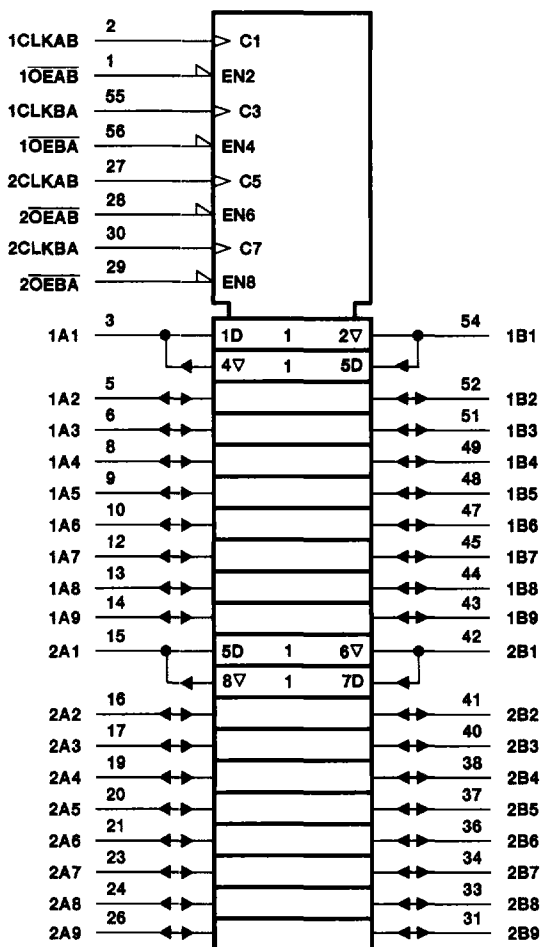 1CLKAB 2 C1
1OEAB 1 EN2
1CLKBA 55 C3
1OEBA 56 EN4
2CLKAB 27 C5
2OEAB 28 EN6
2CLKBA 30 C7
2OEBA 29 EN8
1A1 3 1D 1 2▽ 54 1B1
4▽ 1 5D
1A2 5 52 1B2
1A3 6 51 1B3
1A4 8 49 1B4
1A5 9 48 1B5
1A6 10 47 1B6
1A7 12 45 1B7
1A8 13 44 1B8
1A9 14 43 1B9
2A1 15 5D 1 6▽ 42 2B1
8▽ 1 7D
2A2 16 41 2B2
2A3 17 40 2B3
2A4 19 38 2B4
2A5 20 37 2B5
2A6 21 36 2B6
2A7 23 34 2B7
2A8 24 33 2B8
2A9 26 31 2B9